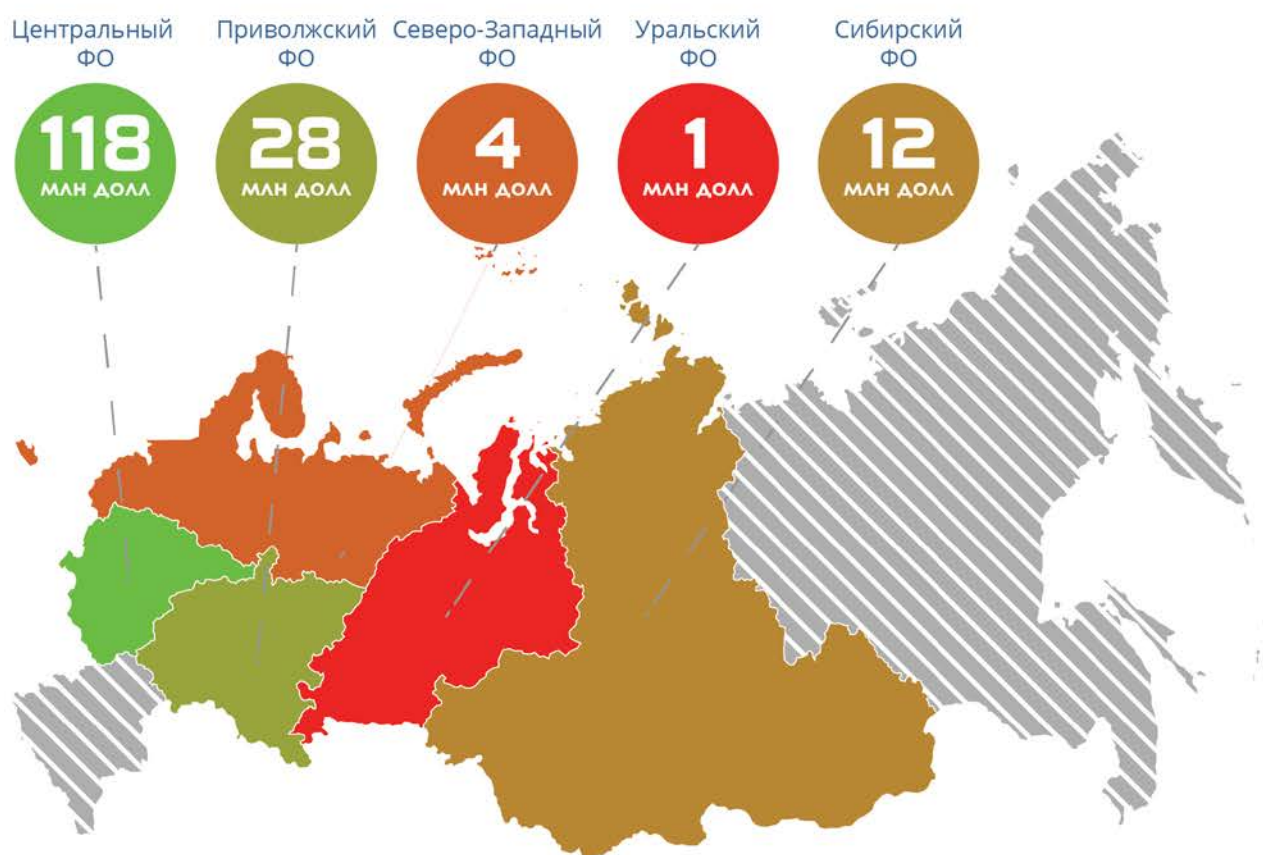 Центральный
ФО
118
МЛН ДОЛЛ
Приволжский
ФО
28
МЛН ДОЛЛ
Северо-Западный
ФО
4
МЛН ДОЛЛ
Уральский
ФО
1
МЛН ДОЛЛ
Сибирский
ФО
12
МЛН ДОЛЛ